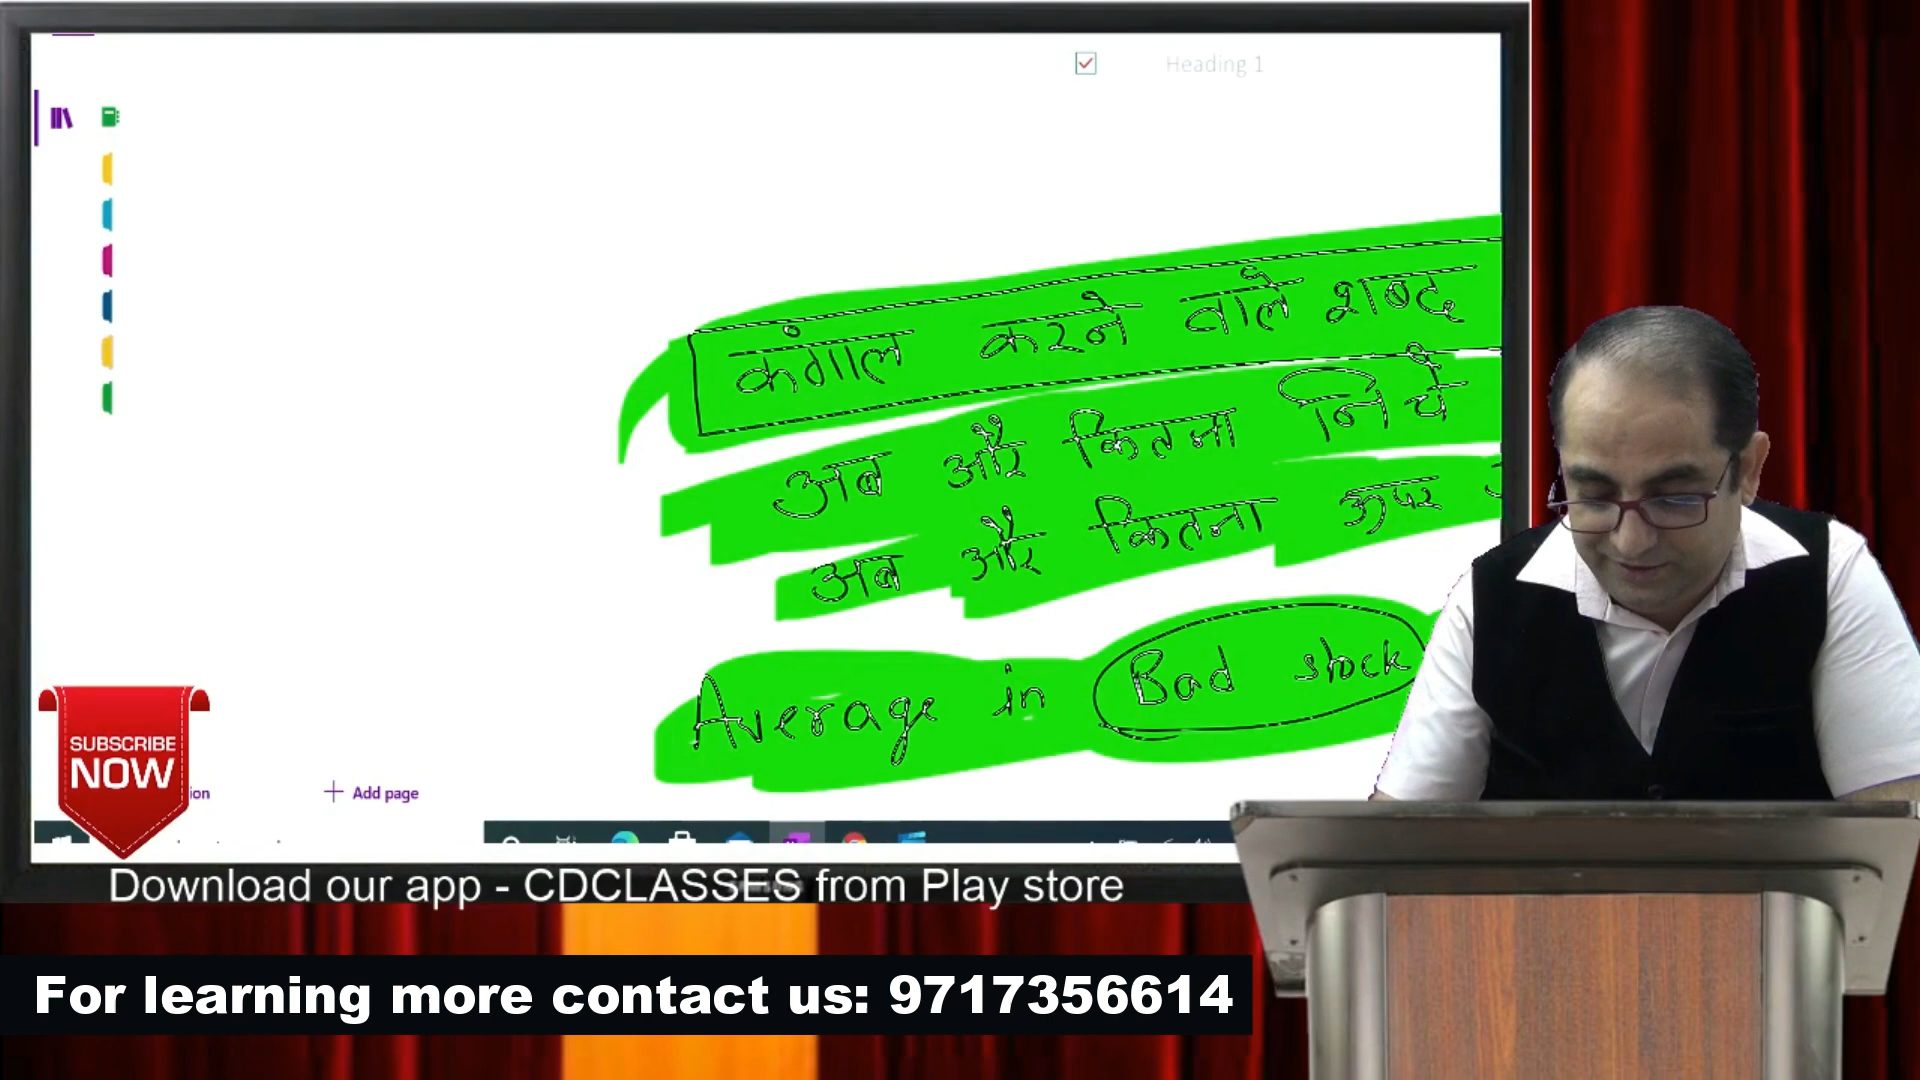 Heading 1
कंगाल करने वाले शब्द
अब और कितना निचे
अब और कितना ऊपर
Average in Bad stock
SUBSCRIBE
NOW
ion
+ Add page
Download our app - CDCLASSES from Play store
For learning more contact us: 9717356614